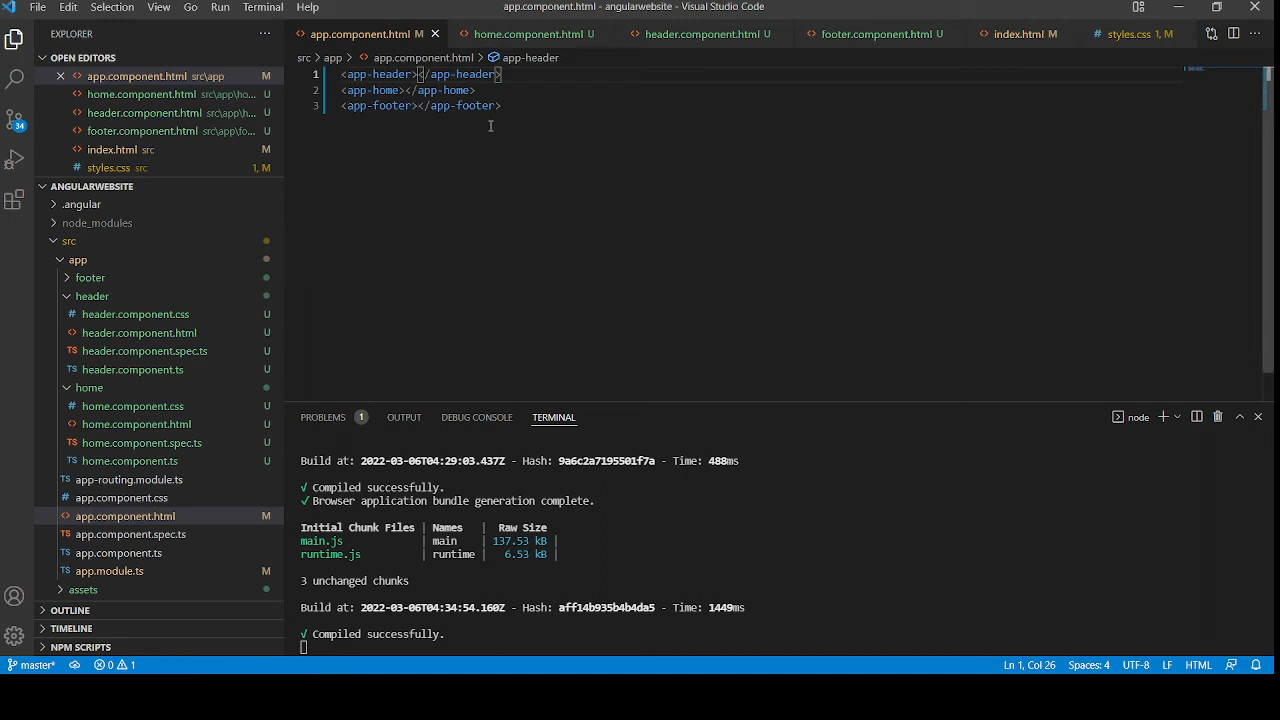 File Edit Selection View Go Run Terminal Help
app.component.html - angularwebsite - Visual Studio Code
EXPLORER
OPEN EDITORS
app.component.html src\app M
home.component.html src\app\ho...
header.component.html src\app\...
footer.component.html src\app\fo...
index.html src M
styles.css src 1, M
ANGULARWEBSITE
.angular
node_modules
src
app
footer
header
header.component.css U
header.component.html U
header.component.spec.ts U
header.component.ts U
home
home.component.css U
home.component.html U
home.component.spec.ts U
home.component.ts U
app-routing.module.ts
app.component.css
app.component.html M
app.component.spec.ts
app.component.ts
app.module.ts M
assets
OUTLINE
TIMELINE
NPM SCRIPTS
34
app.component.html M home.component.html U header.component.html U footer.component.html U index.html M styles.css 1, M
src > app > app.component.html > app-header
1 <app-header></app-header>
2 <app-home></app-home>
3 <app-footer></app-footer>
PROBLEMS 1 OUTPUT DEBUG CONSOLE TERMINAL node
Build at: 2022-03-06T04:29:03.437Z - Hash: 9a6c2a7195501f7a - Time: 488ms
√ Compiled successfully.
√ Browser application bundle generation complete.
Initial Chunk Files | Names | Raw Size
main.js | main | 137.53 kB |
runtime.js | runtime | 6.53 kB |
3 unchanged chunks
Build at: 2022-03-06T04:34:54.160Z - Hash: aff14b935b4b4da5 - Time: 1449ms
√ Compiled successfully.
master* 0 1 Ln 1, Col 26 Spaces: 4 UTF-8 LF HTML